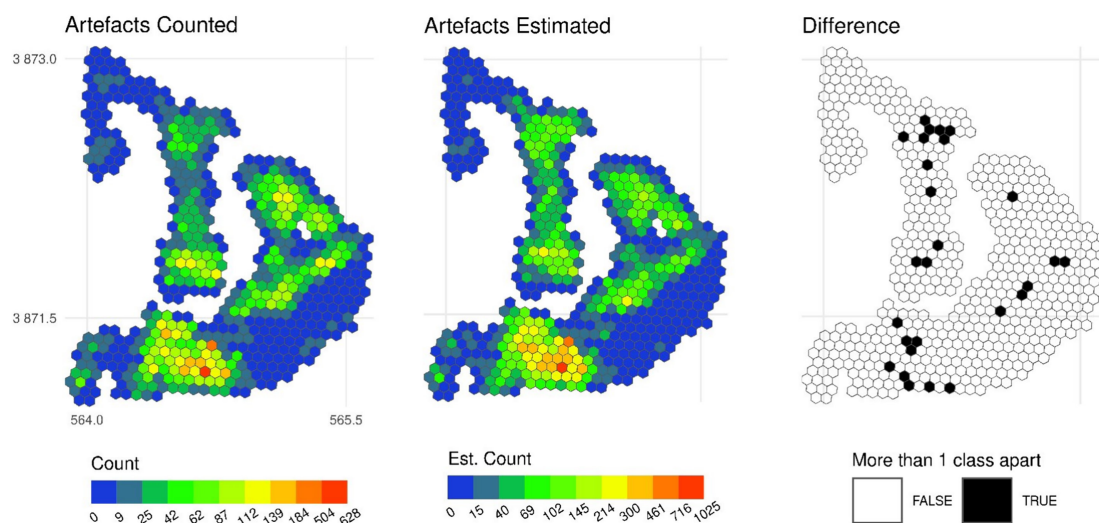 Artefacts Counted
Artefacts Estimated
Difference
3 873.0
3 871.5
564.0
565.5
Count
0 9 25 42 62 87 112 139 184 504 628
Est. Count
0 15 40 69 102 145 214 300 461 716 1025
More than 1 class apart
FALSE
TRUE